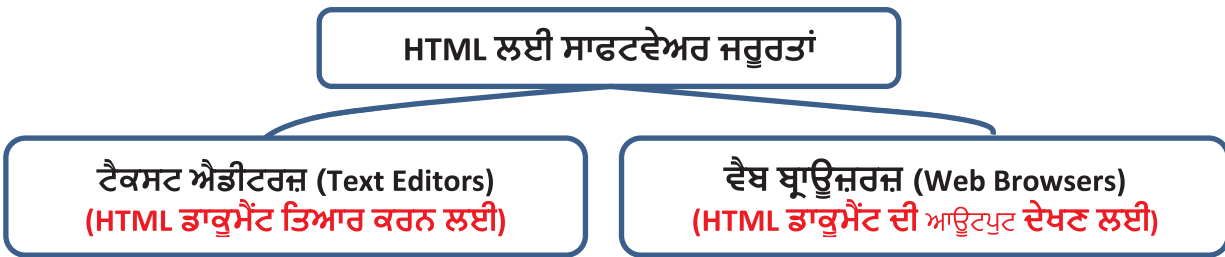 HTML ਲਈ ਸਾਫਟਵੇਅਰ ਜਰੂਰਤਾਂ
ਟੈਕਸਟ ਐਡੀਟਰਜ਼ (Text Editors)
(HTML ਡਾਕੂਮੈਂਟ ਤਿਆਰ ਕਰਨ ਲਈ)
ਵੈਬ ਬ੍ਰਾਊਜ਼ਰਜ਼ (Web Browsers)
(HTML ਡਾਕੂਮੈਂਟ ਦੀ ਆਊਟਪੁਟ ਦੇਖਣ ਲਈ)